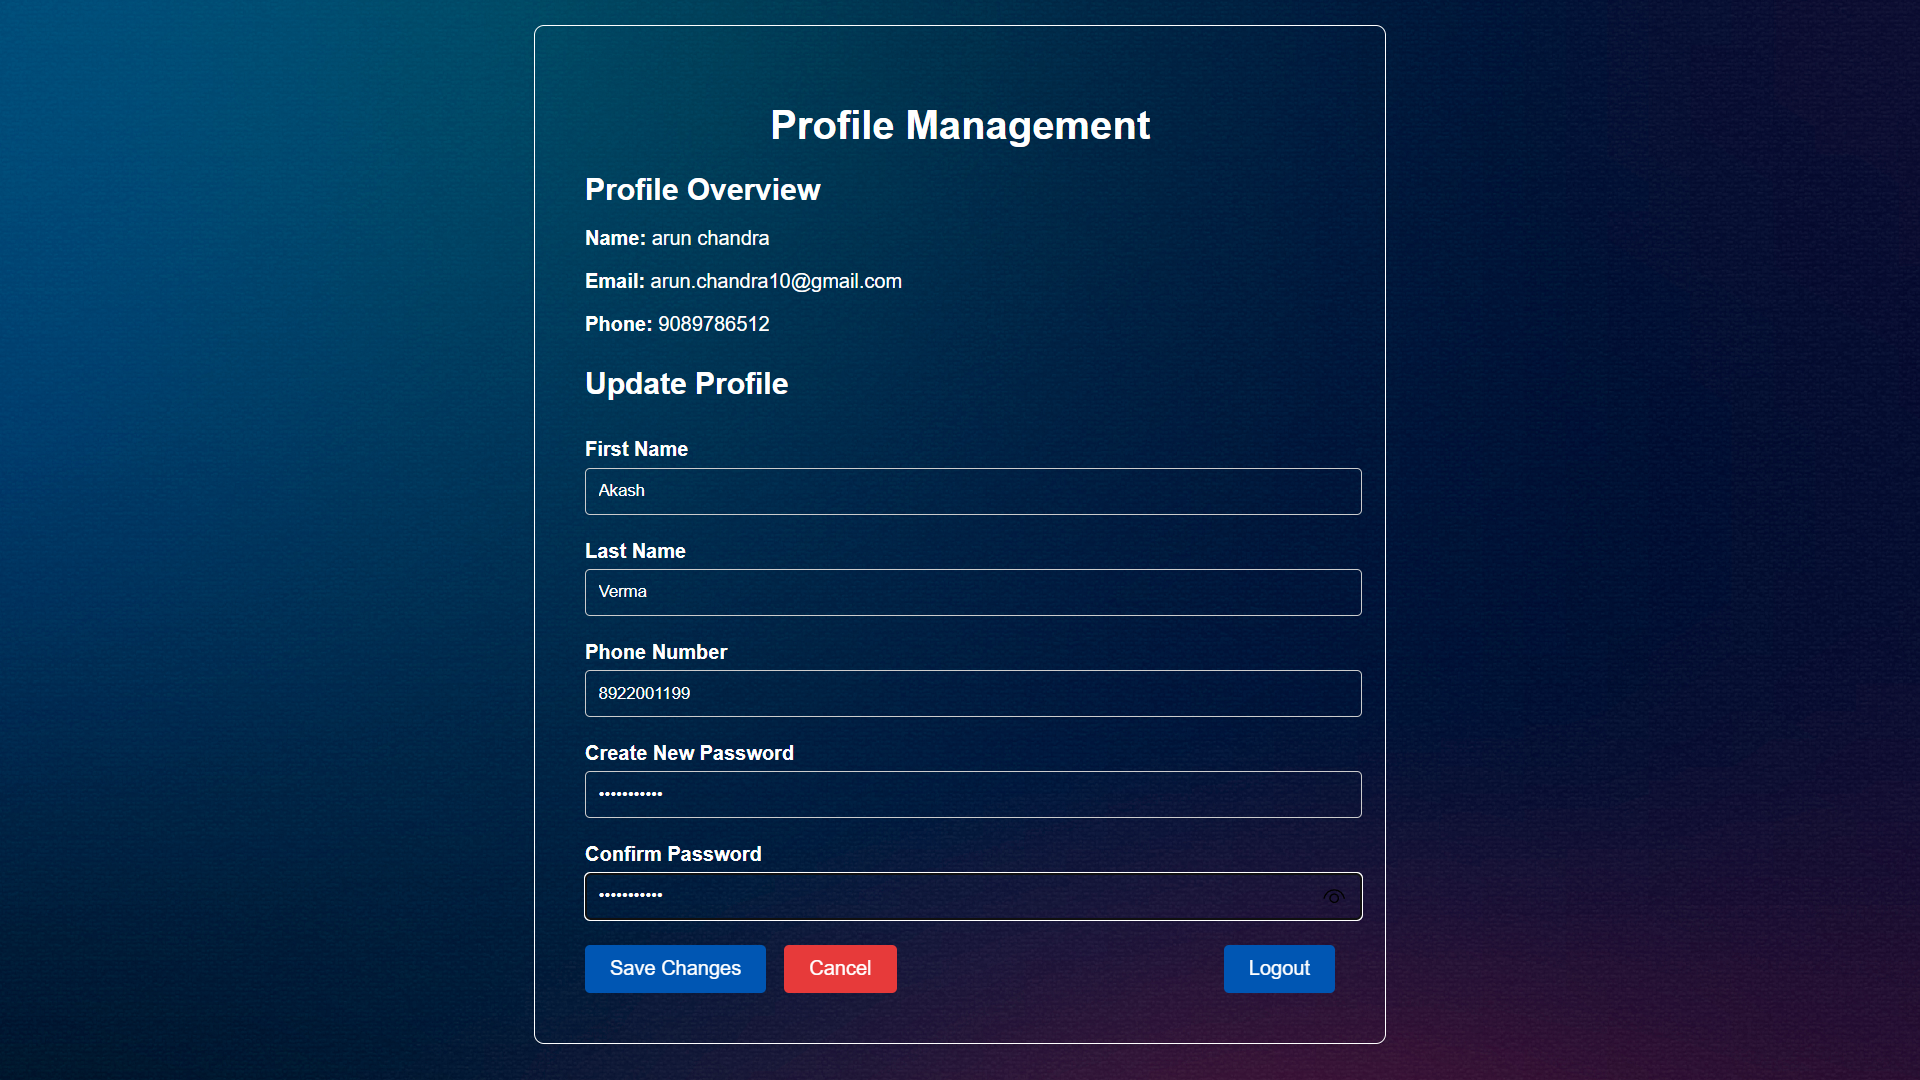 Profile Management
Profile Overview
Name: arun chandra
Email: arun.chandra10@gmail.com
Phone: 9089786512
Update Profile
First Name
Akash
Last Name
Verma
Phone Number
8922001199
Create New Password
•••••••••••
Confirm Password
•••••••••••
Save Changes Cancel Logout